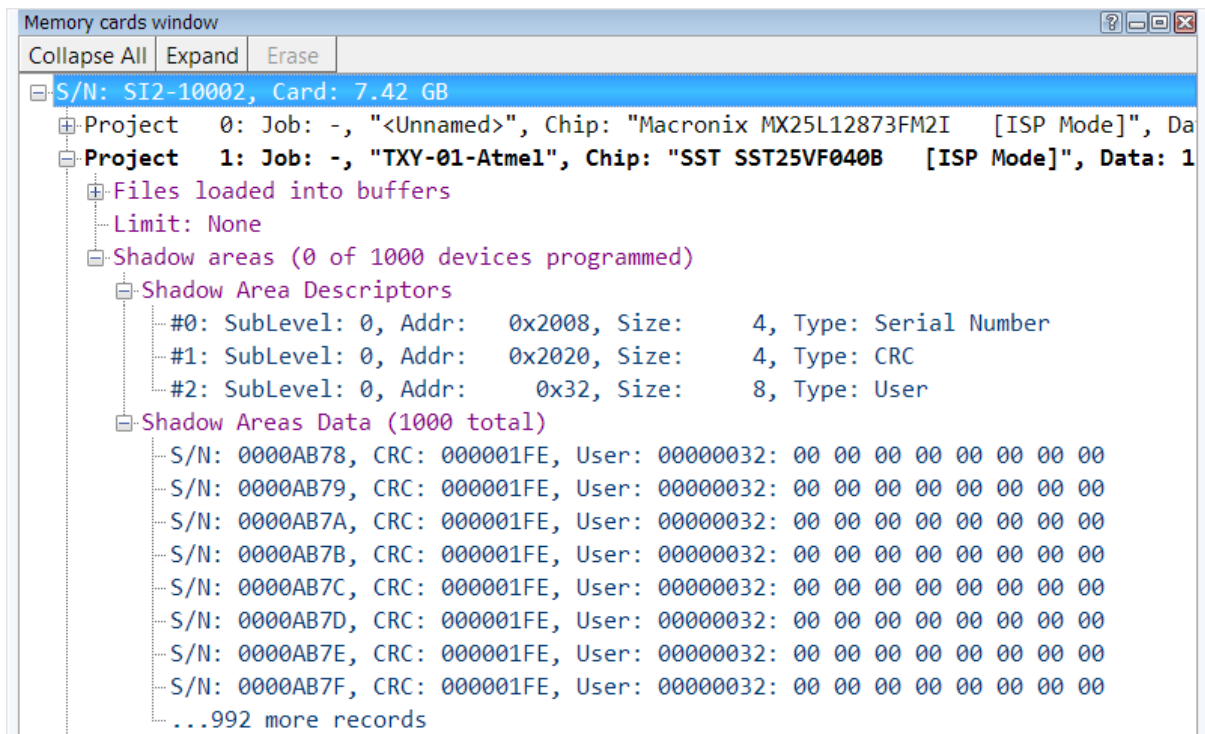 Memory cards window
Collapse All Expand Erase
S/N: SI2-10002, Card: 7.42 GB
Project   0: Job: -, "<Unnamed>", Chip: "Macronix MX25L12873FM2I   [ISP Mode]", Da
Project   1: Job: -, "TXY-01-Atmel", Chip: "SST SST25VF040B   [ISP Mode]", Data: 1
Files loaded into buffers
Limit: None
Shadow areas (0 of 1000 devices programmed)
Shadow Area Descriptors
#0: SubLevel: 0, Addr:   0x2008, Size:     4, Type: Serial Number
#1: SubLevel: 0, Addr:   0x2020, Size:     4, Type: CRC
#2: SubLevel: 0, Addr:     0x32, Size:     8, Type: User
Shadow Areas Data (1000 total)
S/N: 0000AB78, CRC: 000001FE, User: 00000032: 00 00 00 00 00 00 00 00
S/N: 0000AB79, CRC: 000001FE, User: 00000032: 00 00 00 00 00 00 00 00
S/N: 0000AB7A, CRC: 000001FE, User: 00000032: 00 00 00 00 00 00 00 00
S/N: 0000AB7B, CRC: 000001FE, User: 00000032: 00 00 00 00 00 00 00 00
S/N: 0000AB7C, CRC: 000001FE, User: 00000032: 00 00 00 00 00 00 00 00
S/N: 0000AB7D, CRC: 000001FE, User: 00000032: 00 00 00 00 00 00 00 00
S/N: 0000AB7E, CRC: 000001FE, User: 00000032: 00 00 00 00 00 00 00 00
S/N: 0000AB7F, CRC: 000001FE, User: 00000032: 00 00 00 00 00 00 00 00
...992 more records